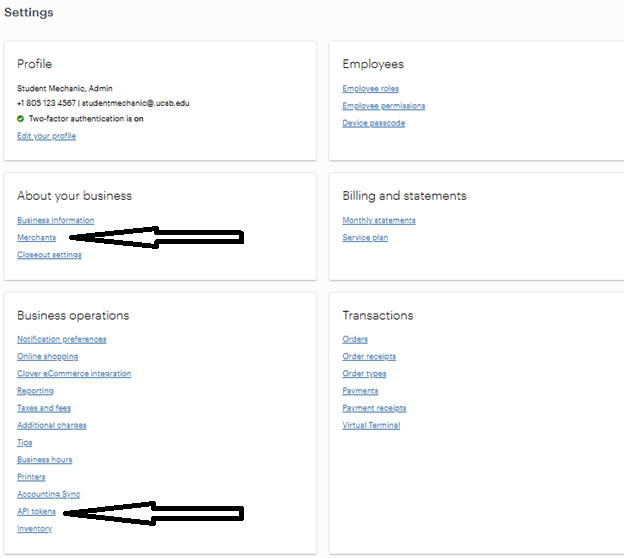 Settings
Profile
Student Mechanic, Admin
+1 805 123 4567 | studentmechanic@.ucsb.edu
Two-factor authentication is on
Edit your profile
Employees
Employee roles
Employee permissions
Device passcode
About your business
Business information
Merchants
Closeout settings
Billing and statements
Monthly statements
Service plan
Business operations
Notification preferences
Online shopping
Clover eCommerce integration
Reporting
Taxes and fees
Additional charges
Tips
Business hours
Printers
Accounting Sync
API tokens
Inventory
Transactions
Orders
Order receipts
Order types
Payments
Payment receipts
Virtual Terminal